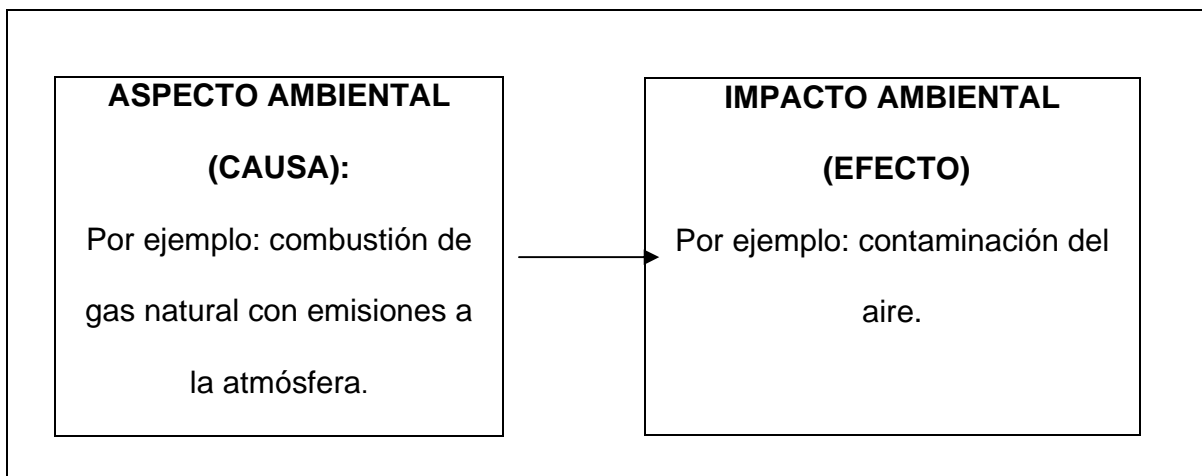 ASPECTO AMBIENTAL
(CAUSA):
Por ejemplo: combustión de
gas natural con emisiones a
la atmósfera.
IMPACTO AMBIENTAL
(EFECTO)
Por ejemplo: contaminación del
aire.